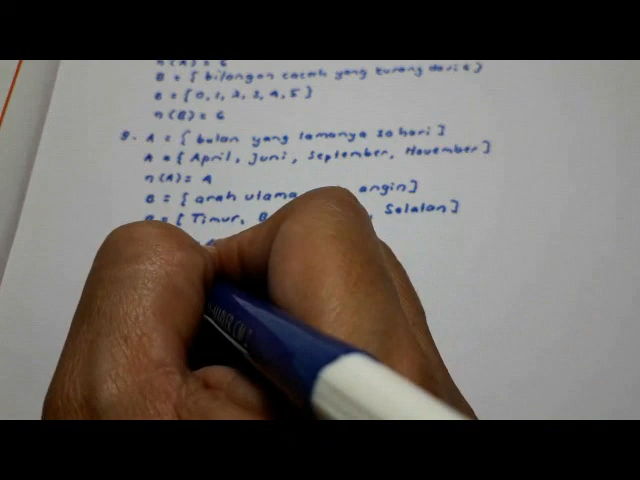 n(A) = 6
B = { bilangan cacah yang kurang dari 6 }
B = { 0, 1, 2, 3, 4, 5 }
n(B) = 6
9. A = { bulan yang lamanya 30 hari }
A = { April, Juni, September, November }
n(A) = 4
B = { arah utama angin }
B = { Timur, B , Selatan }